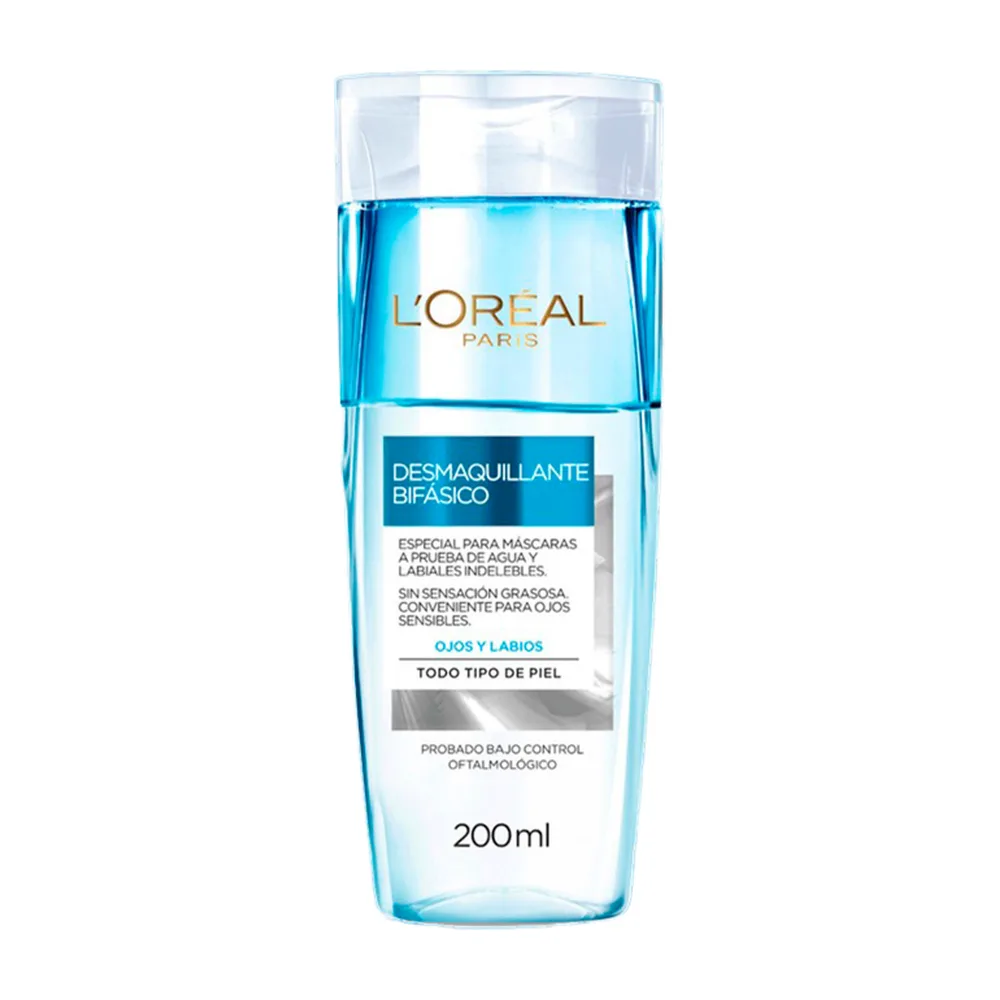 L'ORÉAL
PARIS
DESMAQUILLANTE
BIFÁSICO
ESPECIAL PARA MÁSCARAS
A PRUEBA DE AGUA Y
LABIALES INDELEBLES.
SIN SENSACIÓN GRASOSA.
CONVENIENTE PARA OJOS
SENSIBLES.
OJOS Y LABIOS
TODO TIPO DE PIEL
PROBADO BAJO CONTROL
OFTALMOLÓGICO
200ml